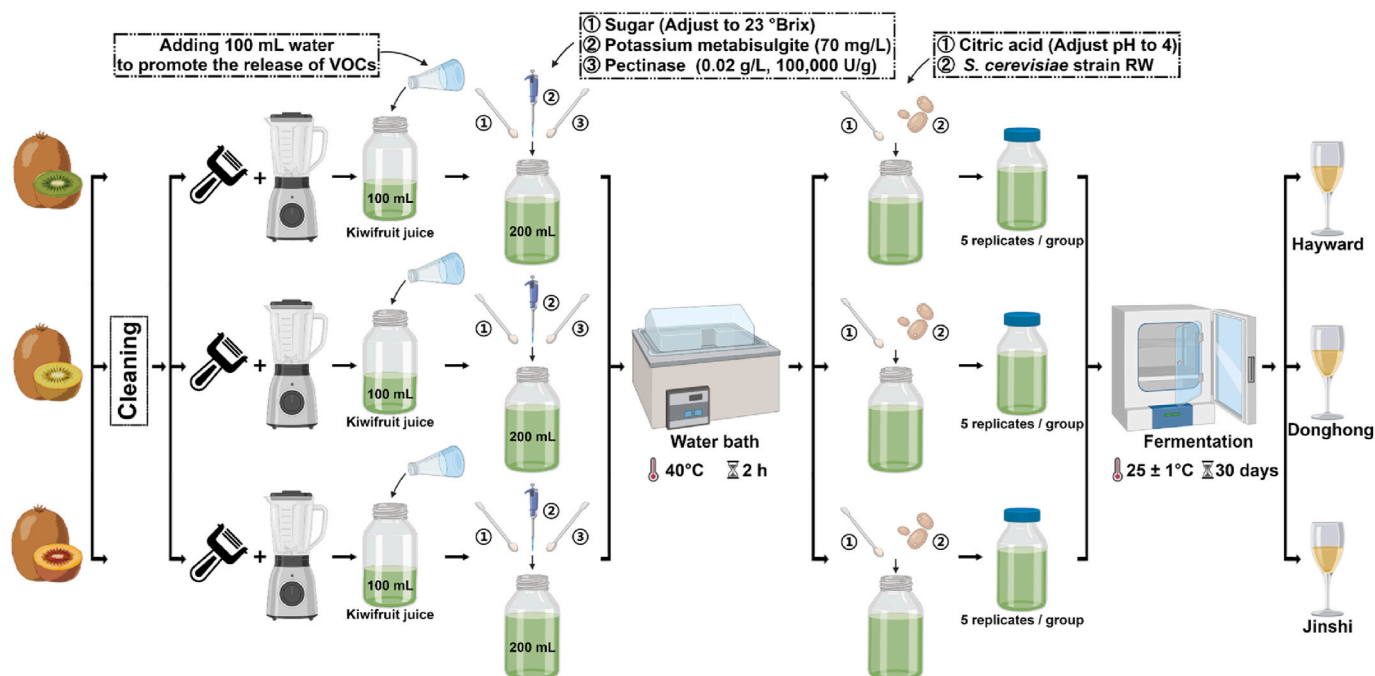 Adding 100 mL water
to promote the release of VOCs
① Sugar (Adjust to 23 °Brix)
② Potassium metabisulgite (70 mg/L)
③ Pectinase (0.02 g/L, 100,000 U/g)
① Citric acid (Adjust pH to 4)
② S. cerevisiae strain RW
Cleaning
① ② ③
100 mL
Kiwifruit juice
200 mL
① ②
5 replicates / group
Hayward
① ② ③
100 mL
Kiwifruit juice
200 mL
Water bath
40°C 2 h
① ②
5 replicates / group
Fermentation
25 ± 1°C 30 days
Donghong
① ② ③
100 mL
Kiwifruit juice
200 mL
① ②
5 replicates / group
Jinshi